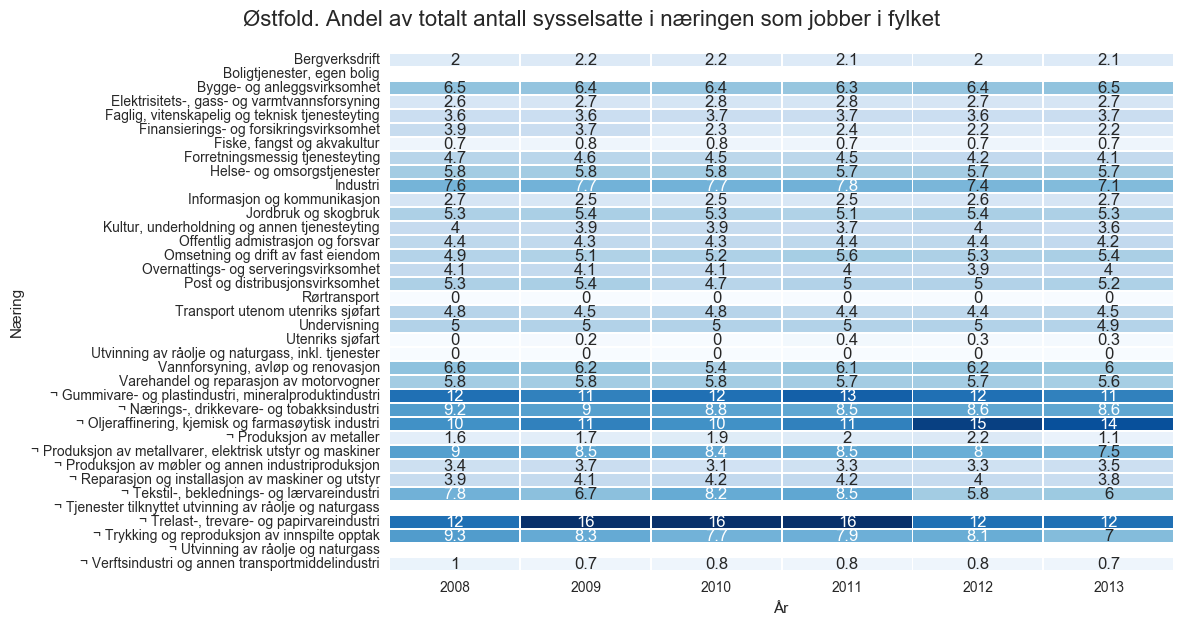 Østfold. Andel av totalt antall sysselsatte i næringen som jobber i fylket
Næring
Bergverksdrift 2 2.2 2.2 2.1 2 2.1
Boligtjenester, egen bolig
Bygge- og anleggsvirksomhet 6.5 6.4 6.4 6.3 6.4 6.5
Elektrisitets-, gass- og varmtvannsforsyning 2.6 2.7 2.8 2.8 2.7 2.7
Faglig, vitenskapelig og teknisk tjenesteyting 3.6 3.6 3.7 3.7 3.6 3.7
Finansierings- og forsikringsvirksomhet 3.9 3.7 2.3 2.4 2.2 2.2
Fiske, fangst og akvakultur 0.7 0.8 0.8 0.7 0.7 0.7
Forretningsmessig tjenesteyting 4.7 4.6 4.5 4.5 4.2 4.1
Helse- og omsorgstjenester 5.8 5.8 5.8 5.7 5.7 5.7
Industri 7.6 7.7 7.7 7.8 7.4 7.1
Informasjon og kommunikasjon 2.7 2.5 2.5 2.5 2.6 2.7
Jordbruk og skogbruk 5.3 5.4 5.3 5.1 5.4 5.3
Kultur, underholdning og annen tjenesteyting 4 3.9 3.9 3.7 4 3.6
Offentlig admistrasjon og forsvar 4.4 4.3 4.3 4.4 4.4 4.2
Omsetning og drift av fast eiendom 4.9 5.1 5.2 5.6 5.3 5.4
Overnattings- og serveringsvirksomhet 4.1 4.1 4.1 4 3.9 4
Post og distribusjonsvirksomhet 5.3 5.4 4.7 5 5 5.2
Rørtransport 0 0 0 0 0 0
Transport utenom utenriks sjøfart 4.8 4.5 4.8 4.4 4.4 4.5
Undervisning 5 5 5 5 5 4.9
Utenriks sjøfart 0 0.2 0 0.4 0.3 0.3
Utvinning av råolje og naturgass, inkl. tjenester 0 0 0 0 0 0
Vannforsyning, avløp og renovasjon 6.6 6.2 5.4 6.1 6.2 6
Varehandel og reparasjon av motorvogner 5.8 5.8 5.8 5.7 5.7 5.6
¬ Gummivare- og plastindustri, mineralproduktindustri 12 11 12 13 12 11
¬ Nærings-, drikkevare- og tobakksindustri 9.2 9 8.8 8.5 8.6 8.6
¬ Oljeraffinering, kjemisk og farmasøytisk industri 10 11 10 11 15 14
¬ Produksjon av metaller 1.6 1.7 1.9 2 2.2 1.1
¬ Produksjon av metallvarer, elektrisk utstyr og maskiner 9 8.5 8.4 8.5 8 7.5
¬ Produksjon av møbler og annen industriproduksjon 3.4 3.7 3.1 3.3 3.3 3.5
¬ Reparasjon og installasjon av maskiner og utstyr 3.9 4.1 4.2 4.2 4 3.8
¬ Tekstil-, beklednings- og lærvareindustri 7.8 6.7 8.2 8.5 5.8 6
¬ Tjenester tilknyttet utvinning av råolje og naturgass
¬ Trelast-, trevare- og papirvareindustri 12 16 16 16 12 12
¬ Trykking og reproduksjon av innspilte opptak 9.3 8.3 7.7 7.9 8.1 7
¬ Utvinning av råolje og naturgass
¬ Verftsindustri og annen transportmiddelindustri 1 0.7 0.8 0.8 0.8 0.7
2008 2009 2010 2011 2012 2013
År